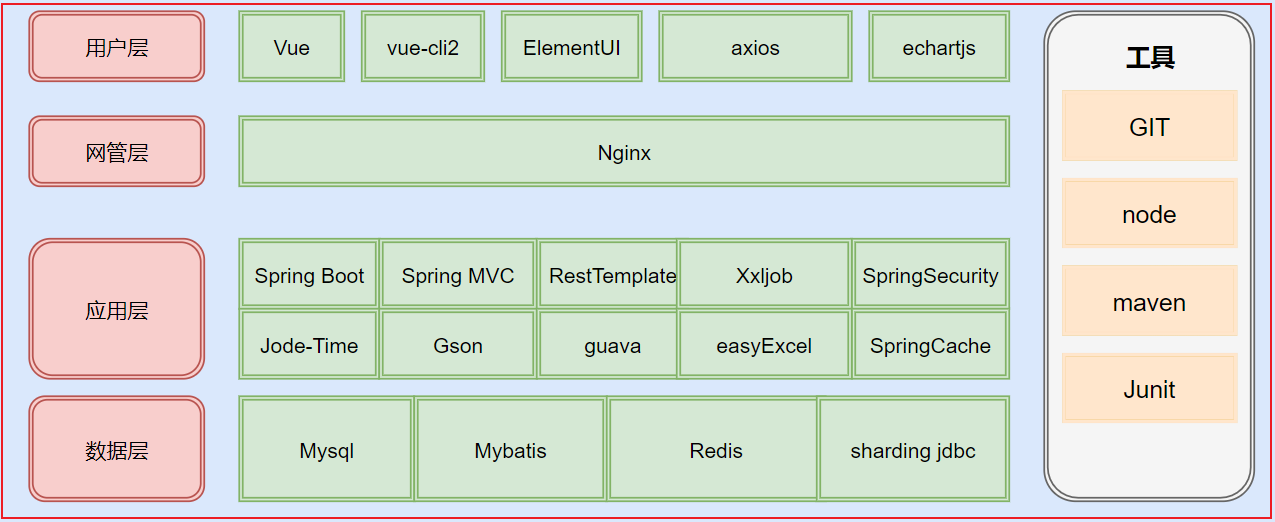 用户层
Vue
vue-cli2
ElementUI
axios
echartjs
网管层
Nginx
应用层
Spring Boot
Spring MVC
RestTemplate
Xxljob
SpringSecurity
Jode-Time
Gson
guava
easyExcel
SpringCache
数据层
Mysql
Mybatis
Redis
sharding jdbc
工具
GIT
node
maven
Junit